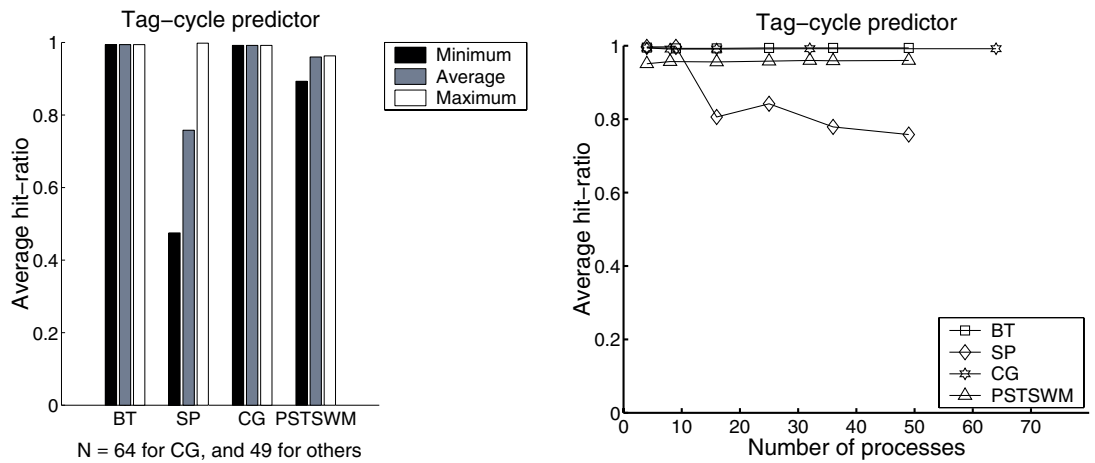 Tag−cycle predictor
Average hit−ratio
1
0.8
0.6
0.4
0.2
0
BT SP CG PSTSWM
N = 64 for CG, and 49 for others
Minimum
Average
Maximum
Tag−cycle predictor
Average hit−ratio
1
0.8
0.6
0.4
0.2
0
0 10 20 30 40 50 60 70
Number of processes
BT
SP
CG
PSTSWM